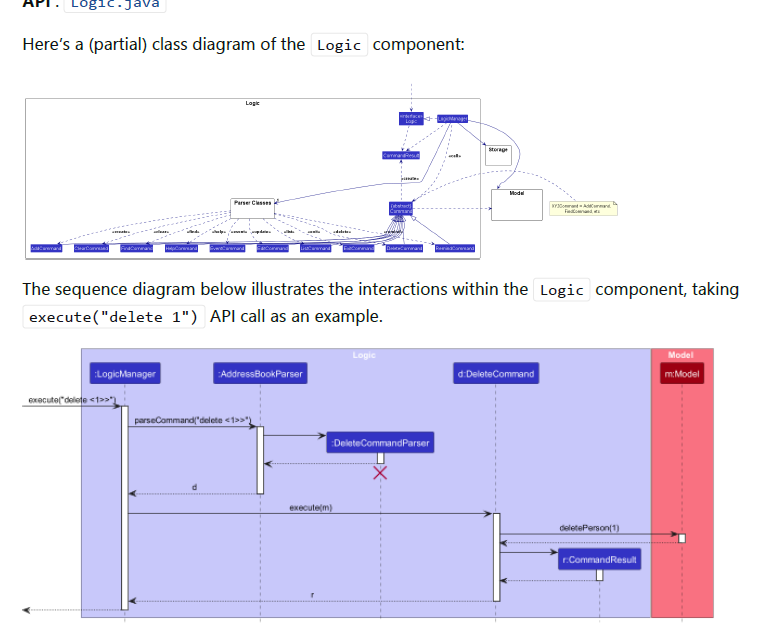 API : Logic.java
Here's a (partial) class diagram of the Logic component:
Logic
LogicManager
CommandResult
Storage
Model
Parser Classes
{abstract}
Command
XYZCommand = AddCommand,
FindCommand, etc
AddCommand ClearCommand FindCommand HelpCommand EventCommand EditCommand ListCommand ExitCommand DeleteCommand RemindCommand
The sequence diagram below illustrates the interactions within the Logic component, taking
execute("delete 1") API call as an example.
Logic Model
:LogicManager :AddressBookParser d:DeleteCommand m:Model
execute("delete <1>>")
parseCommand("delete <1>>")
:DeleteCommandParser
d
execute(m)
deletePerson(1)
r:CommandResult
r